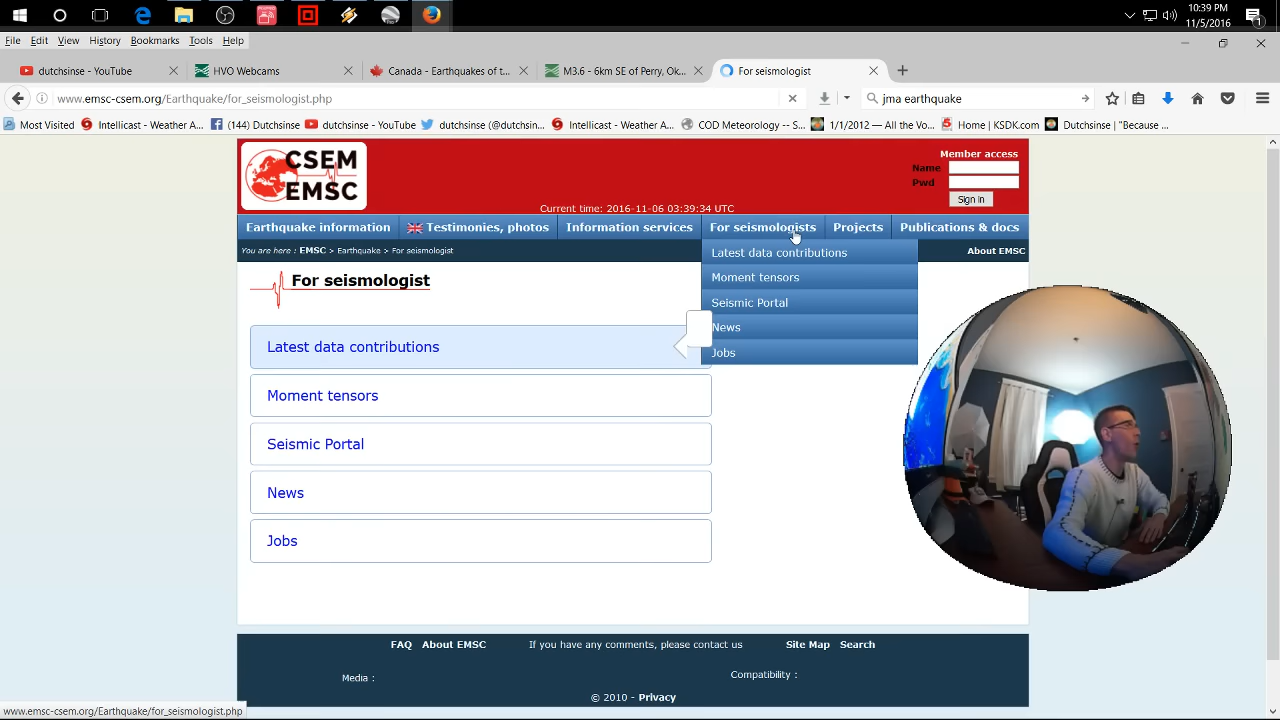 10:39 PM
11/5/2016
1
File Edit View History Bookmarks Tools Help
dutchsinse - YouTube
HVO Webcams
Canada - Earthquakes of t...
M3.6 - 6km SE of Perry, Ok...
For seismologist
www.emsc-csem.org/Earthquake/for_seismologist.php
jma earthquake
Most Visited
Intellicast - Weather A...
(144) Dutchsinse
dutchsinse - YouTube
dutchsinse (@dutchsin...
Intellicast - Weather A...
COD Meteorology -- S...
1/1/2012 — All the Vo...
Home | KSDK.com
Dutchsinse | "Because ...
CSEM
EMSC
Member access
Name
Pwd
Sign in
Current time: 2016-11-06 03:39:34 UTC
Earthquake information
Testimonies, photos
Information services
For seismologists
Projects
Publications & docs
You are here : EMSC > Earthquake > For seismologist
About EMSC
Latest data contributions
Moment tensors
Seismic Portal
News
Jobs
For seismologist
Latest data contributions
Moment tensors
Seismic Portal
News
Jobs
FAQ About EMSC If you have any comments, please contact us Site Map Search
Media :
Compatibility :
© 2010 - Privacy
www.emsc-csem.org/Earthquake/for_seismologist.php